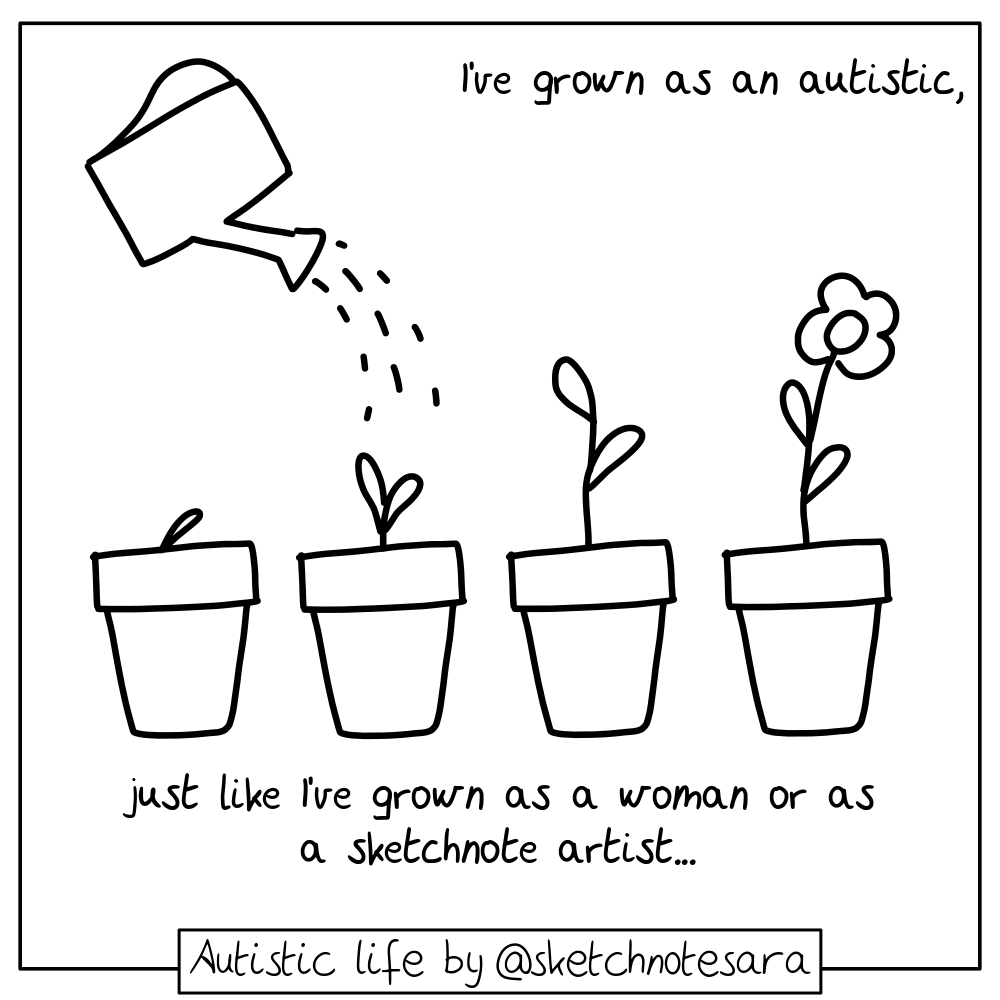 I've grown as an autistic,
just like I've grown as a woman or as
a sketchnote artist...
Autistic life by @sketchnotesara